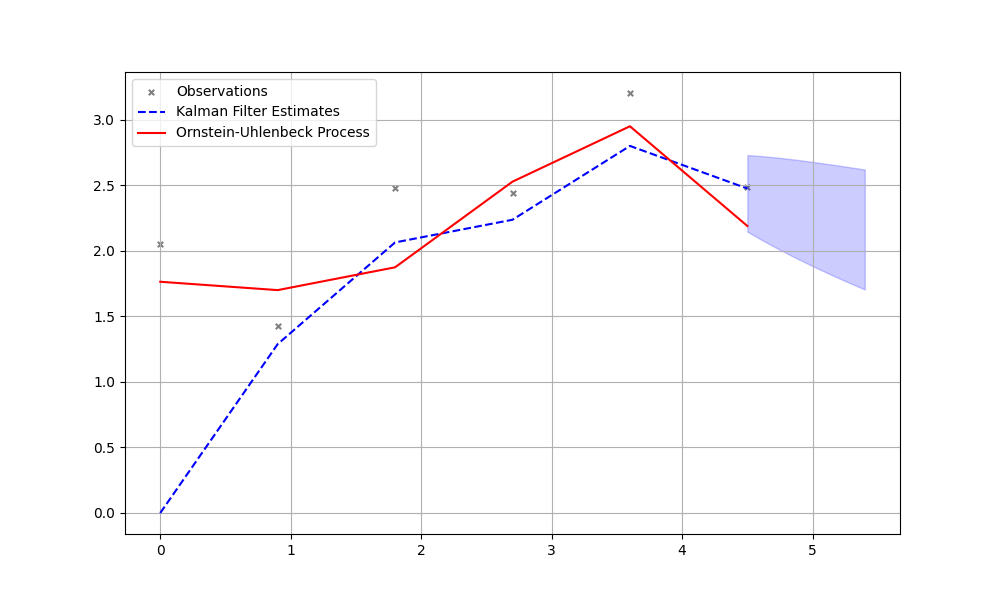 Observations
Kalman Filter Estimates
Ornstein-Uhlenbeck Process
3.0
2.5
2.0
1.5
1.0
0.5
0.0
0 1 2 3 4 5